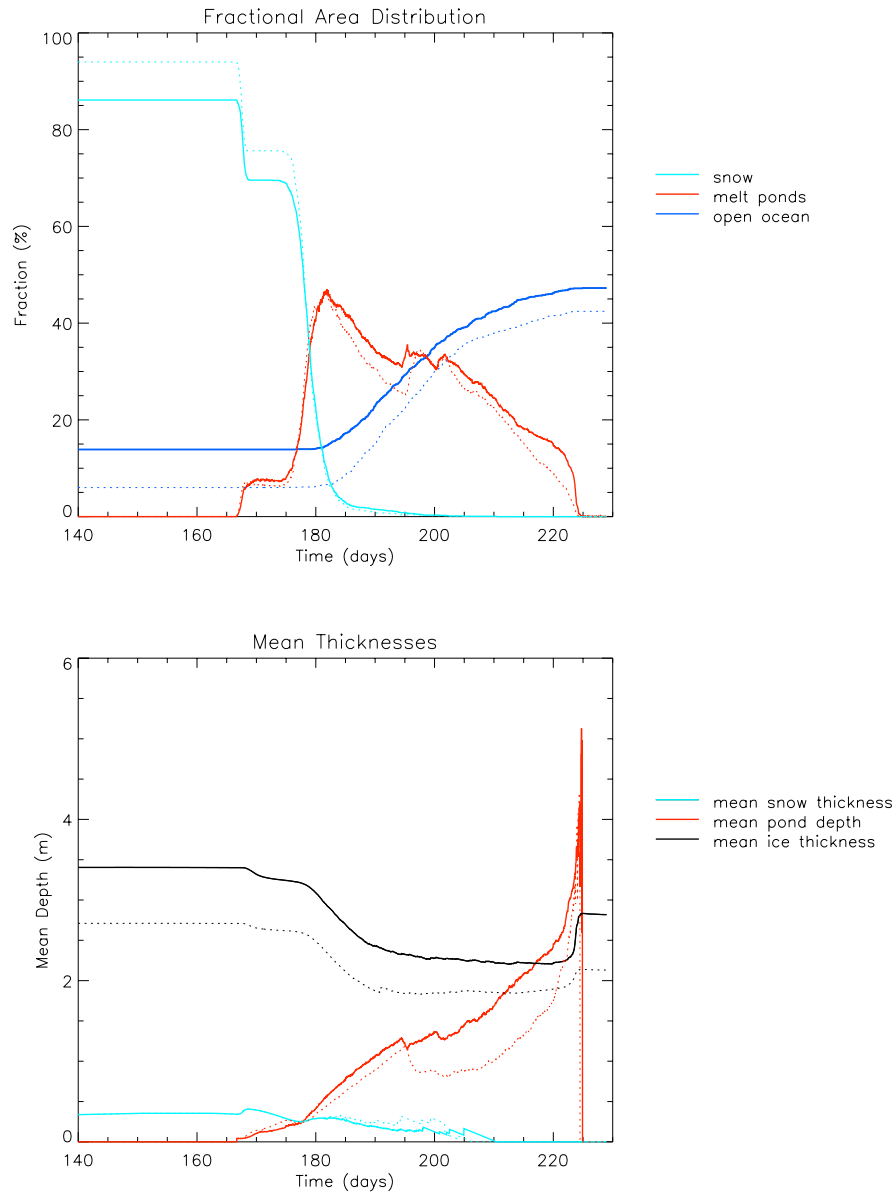 Fractional Area Distribution
100
80
60
40
20
0
Fraction (%)
140 160 180 200 220
Time (days)
snow
melt ponds
open ocean
Mean Thicknesses
6
4
2
0
Mean Depth (m)
140 160 180 200 220
Time (days)
mean snow thickness
mean pond depth
mean ice thickness